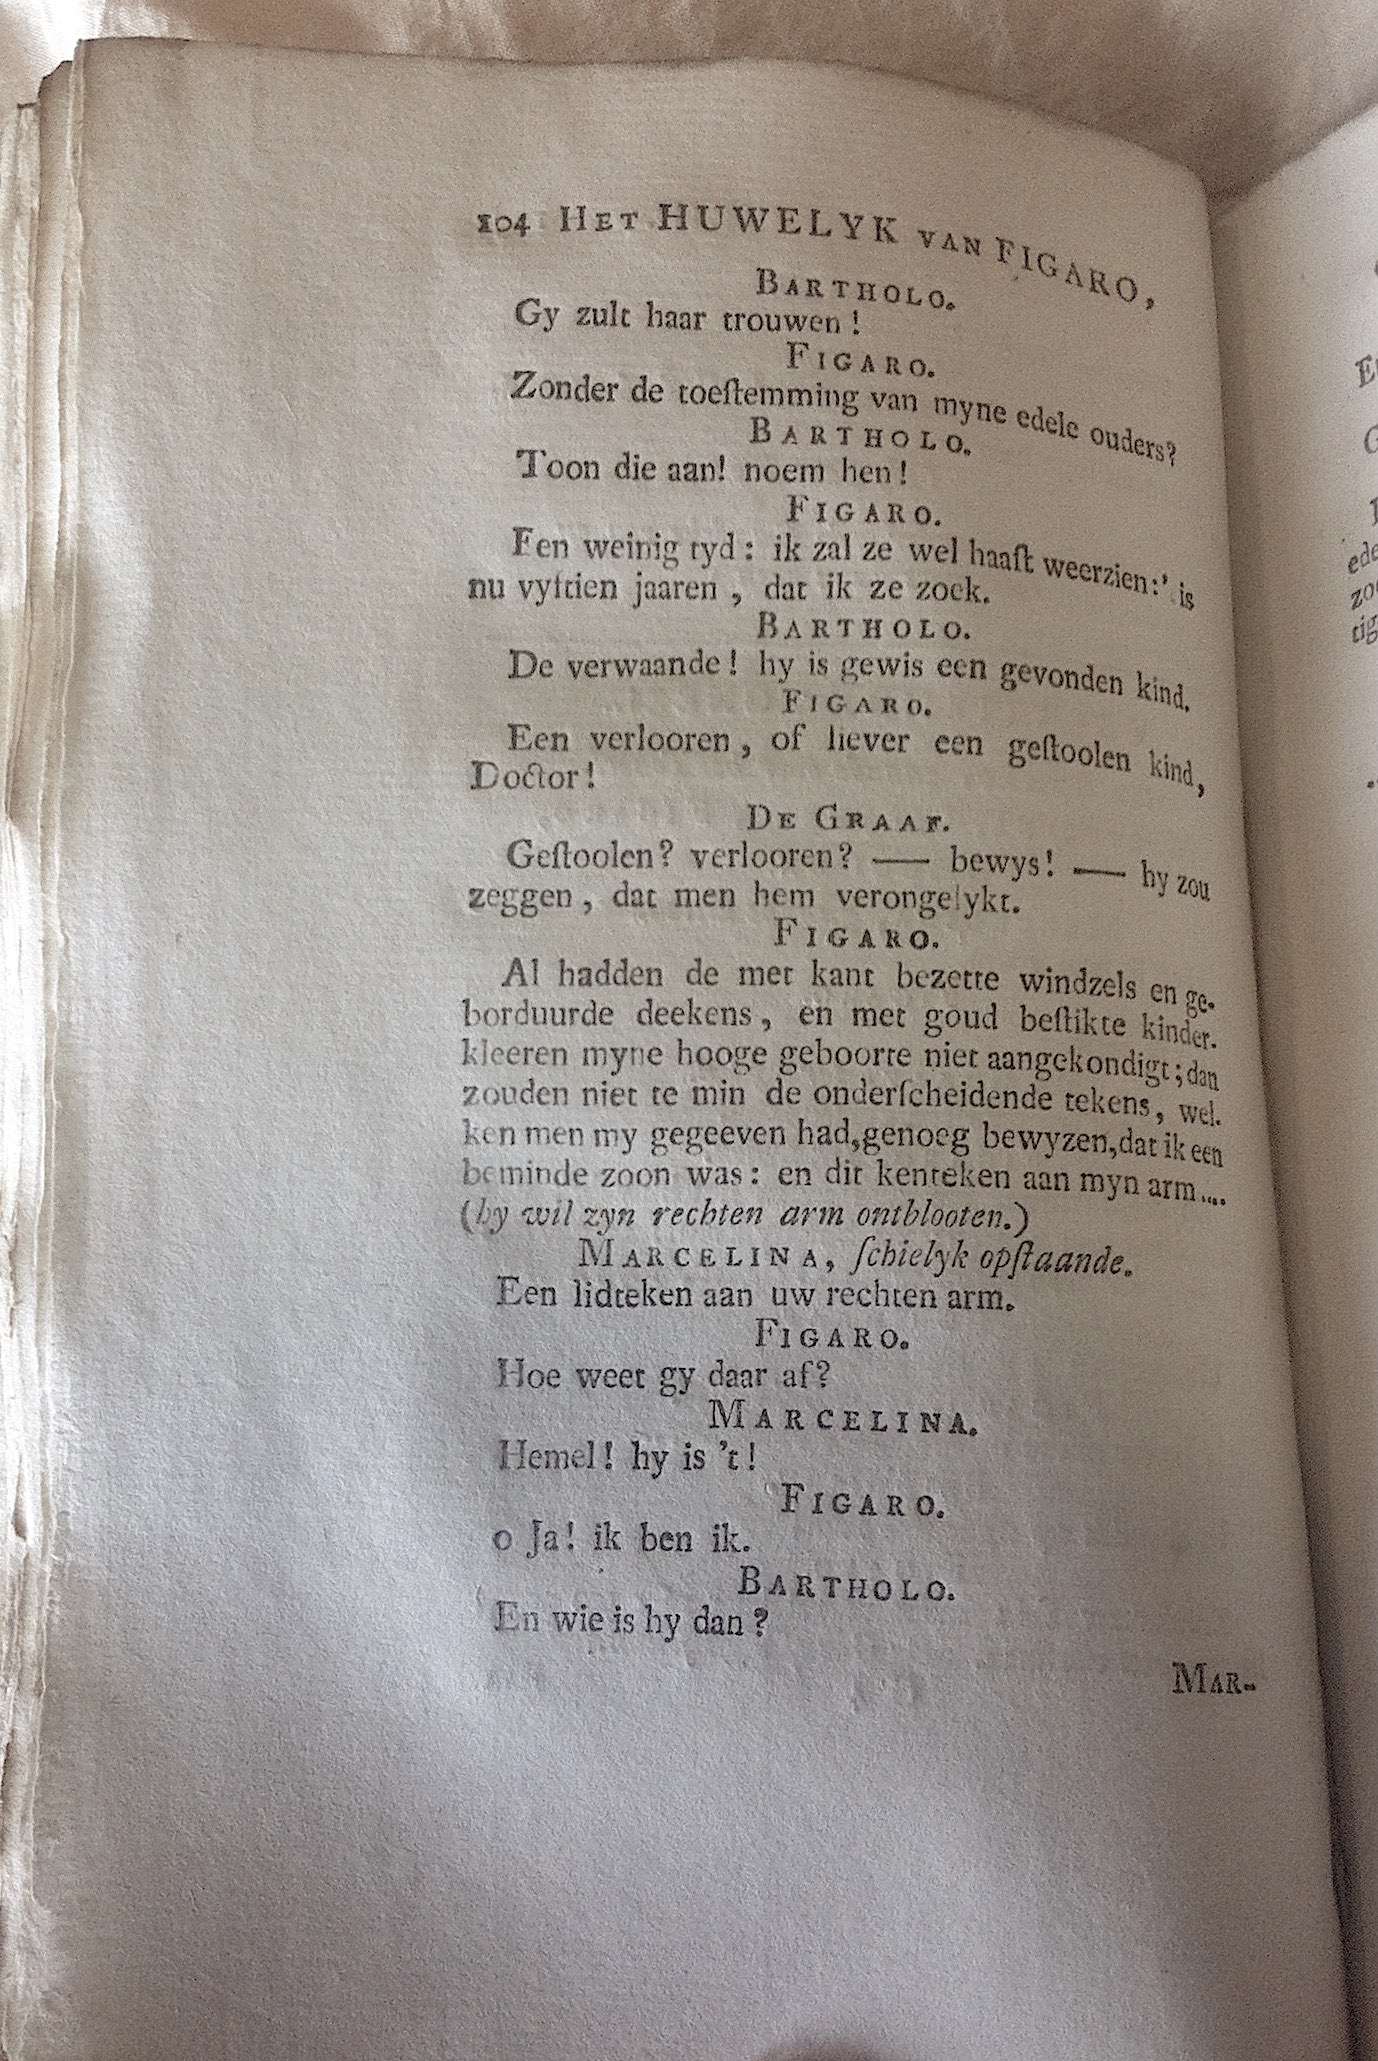 104 HET HUWELYK VAN FIGARO,
BARTHOLO.
Gy zult haar trouwen!
FIGARO.
Zonder de toeſtemming van myne edele ouders?
BARTHOLO.
Toon die aan! noem hen!
FIGARO.
Een weinig tyd: ik zal ze wel haaſt weerzien:' is
nu vyftien jaaren, dat ik ze zoek.
BARTHOLO.
De verwaande! hy is gewis een gevonden kind.
FIGARO.
Een verlooren, of liever een geſtoolen kind,
Doctor!
DE GRAAF.
Geſtoolen? verlooren? — bewys! — hy zou
zeggen, dat men hem verongelykt.
FIGARO.
Al hadden de met kant bezette windzels en ge-
borduurde deekens, en met goud beſtikte kinder-
kleeren myne hooge geboorte niet aangekondigt; dan
zouden niet te min de onderſcheidende tekens, wel-
ken men my gegeeven had, genoeg bewyzen, dat ik een
beminde zoon was: en dit kenteken aan myn arm....
(hy wil zyn rechten arm ontblooten.)
MARCELINA, ſchielyk opſtaande.
Een lidteken aan uw rechten arm.
FIGARO.
Hoe weet gy daar af?
MARCELINA.
Hemel! hy is 't!
FIGARO.
o Ja! ik ben ik.
BARTHOLO.
En wie is hy dan?
MAR-